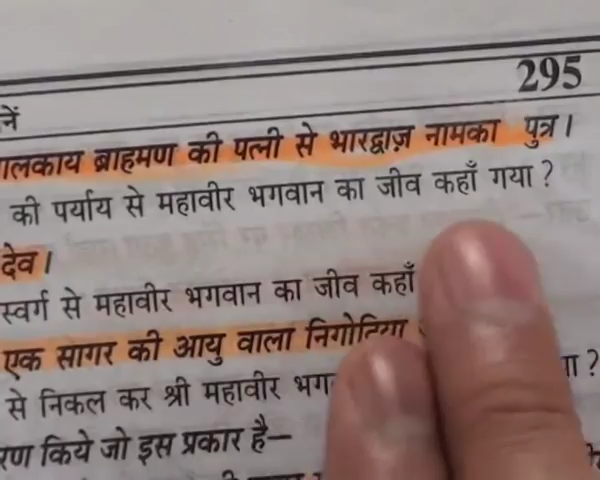 295
नें
ालकाय ब्राहमण की पत्नी से भारद्वाज़ नामका पुत्र।
की पर्याय से महावीर भगवान का जीव कहाँ गया ?
देव।
स्वर्ग से महावीर भगवान का जीव कहाँ
एक सागर की आयु वाला
से निकल कर श्री महावीर भग
रण किये जो इस प्रकार है—